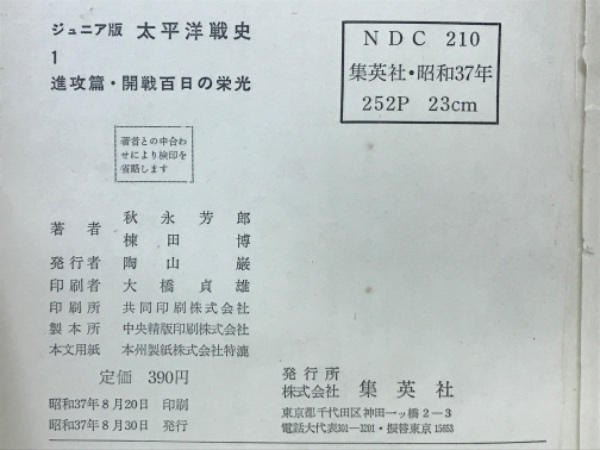 ジュニア版 太平洋戦史
1
進攻篇・開戦百日の栄光
NDC 210
集英社・昭和37年
252P 23cm
著者との申合わ
せにより検印を
省略します
著者 秋永芳郎
棟田博
発行者 陶山巌
印刷者 大橋貞雄
印刷所 共同印刷株式会社
製本所 中央精版印刷株式会社
本文用紙 本州製紙株式会社特漉
定価 390円
昭和37年8月20日 印刷
昭和37年8月30日 発行
発行所
株式会社 集英社
東京都千代田区神田一ッ橋2−3
電話大代表301—3201・振替東京15653